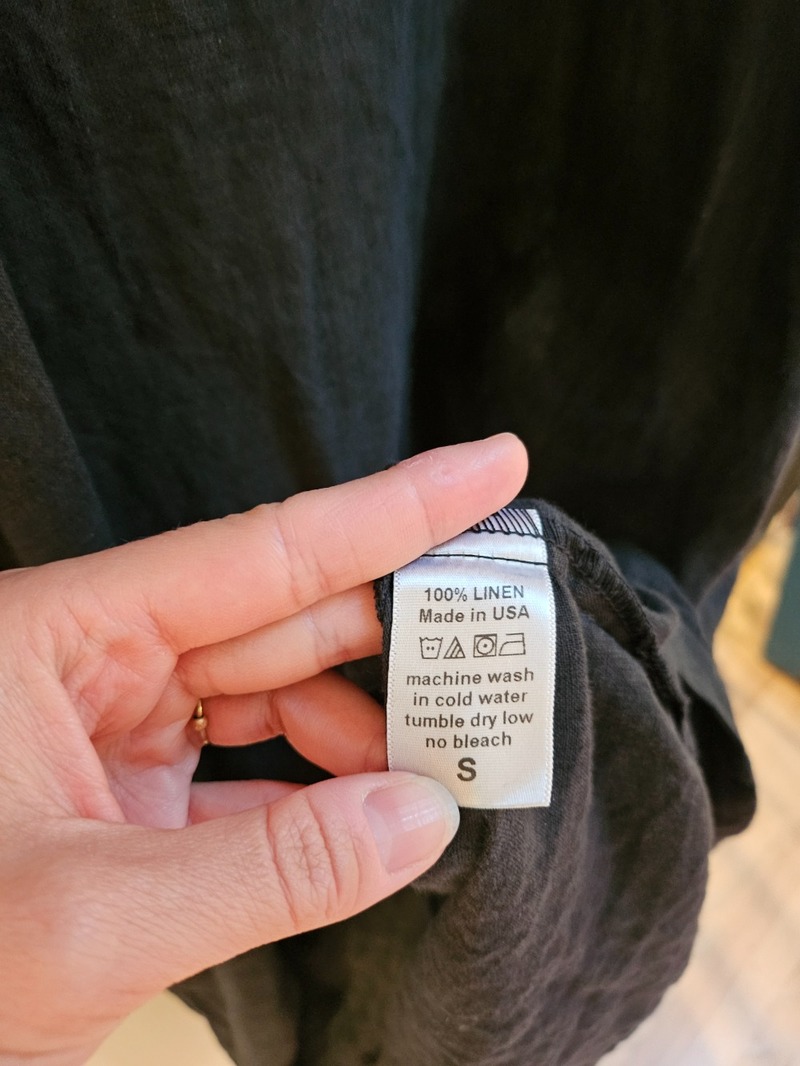 100% LINEN
Made in USA
machine wash
in cold water
tumble dry low
no bleach
S